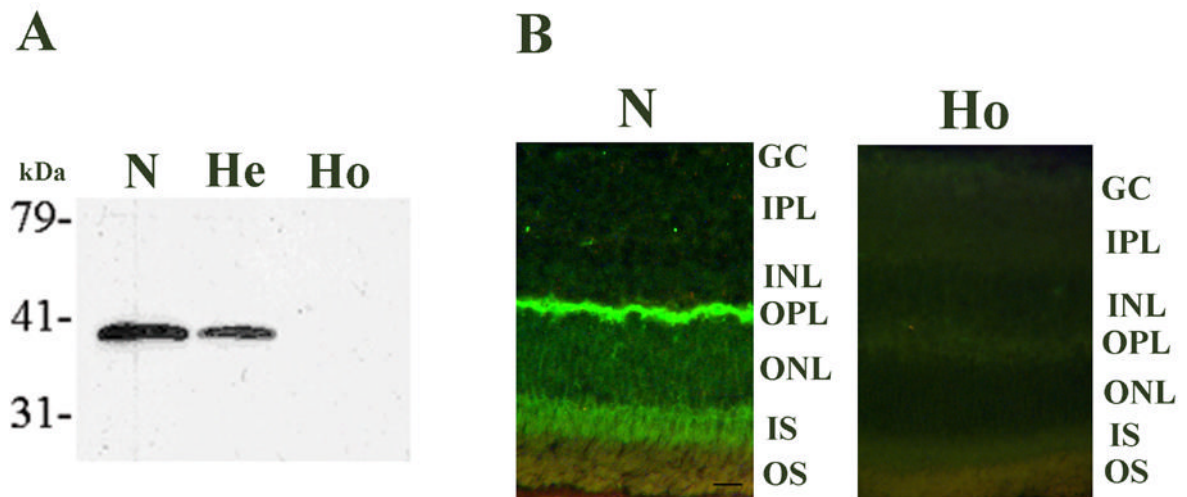 A
B
kDa
N
He
Ho
79-
41-
31-
N
GC
IPL
INL
OPL
ONL
IS
OS
Ho
GC
IPL
INL
OPL
ONL
IS
OS